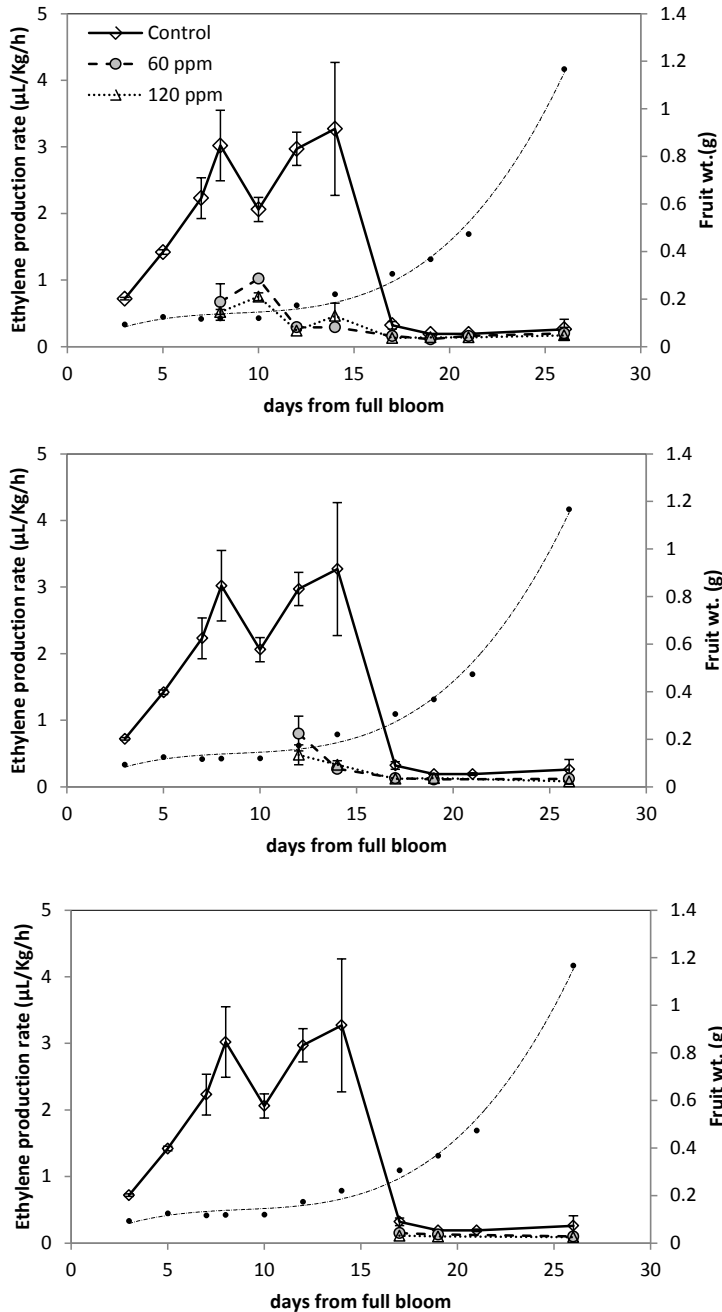 5
4
3
2
1
0
Ethylene production rate (µL/Kg/h)
Control
60 ppm
120 ppm
1.4
1.2
1
0.8
0.6
0.4
0.2
0
Fruit wt.(g)
0 5 10 15 20 25 30
days from full bloom
5
4
3
2
1
0
Ethylene production rate (µL/Kg/h)
1.4
1.2
1
0.8
0.6
0.4
0.2
0
Fruit wt. (g)
0 5 10 15 20 25 30
days from full bloom
5
4
3
2
1
0
Ethylene production rate (µL/Kg/h)
1.4
1.2
1
0.8
0.6
0.4
0.2
0
Fruit wt. (g)
0 5 10 15 20 25 30
days from full bloom